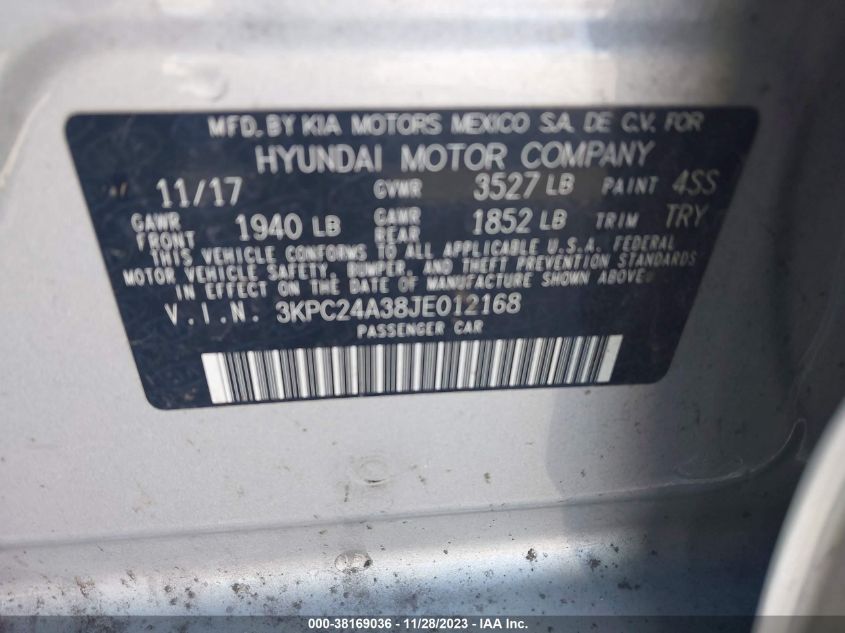 MFD. BY KIA MOTORS MEXICO S.A. DE C.V. FOR
HYUNDAI MOTOR COMPANY
11/17 GVWR 3527 LB PAINT 4SS
GAWR FRONT 1940 LB GAWR REAR 1852 LB TRIM TRY
THIS VEHICLE CONFORMS TO ALL APPLICABLE U.S.A. FEDERAL
MOTOR VEHICLE SAFETY, BUMPER, AND THEFT PREVENTION STANDARDS
IN EFFECT ON THE DATE OF MANUFACTURE SHOWN ABOVE.
V.I.N. 3KPC24A38JE012168
PASSENGER CAR
100% OWNER - 000-38169036 - 11/28/2023 - IAA Inc.